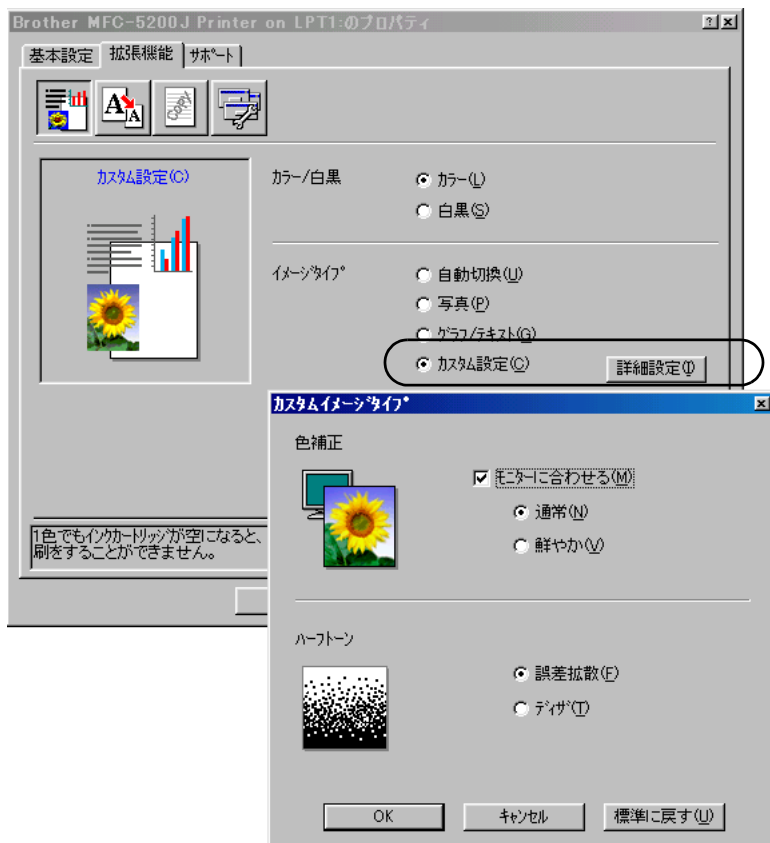 Brother MFC-5200J Printer on LPT1:のプロパティ
基本設定 拡張機能 ｻﾎﾟｰﾄ
ｶｽﾀﾑ設定(C)
ｶﾗｰ/白黒
ｶﾗｰ(L)
白黒(S)
ｲﾒｰｼﾞﾀｲﾌﾟ
自動切換(U)
写真(P)
ｸﾞﾗﾌ/ﾃｷｽﾄ(G)
ｶｽﾀﾑ設定(C) 詳細設定(I)
1色でもｲﾝｸｶｰﾄﾘｯｼﾞが空になると、
刷をすることができません。
ｶｽﾀﾑｲﾒｰｼﾞﾀｲﾌﾟ
色補正
ﾓﾆﾀｰに合わせる(M)
通常(N)
鮮やか(V)
ﾊｰﾌﾄｰﾝ
誤差拡散(F)
ﾃﾞｨｻﾞ(T)
OK ｷｬﾝｾﾙ 標準に戻す(U)